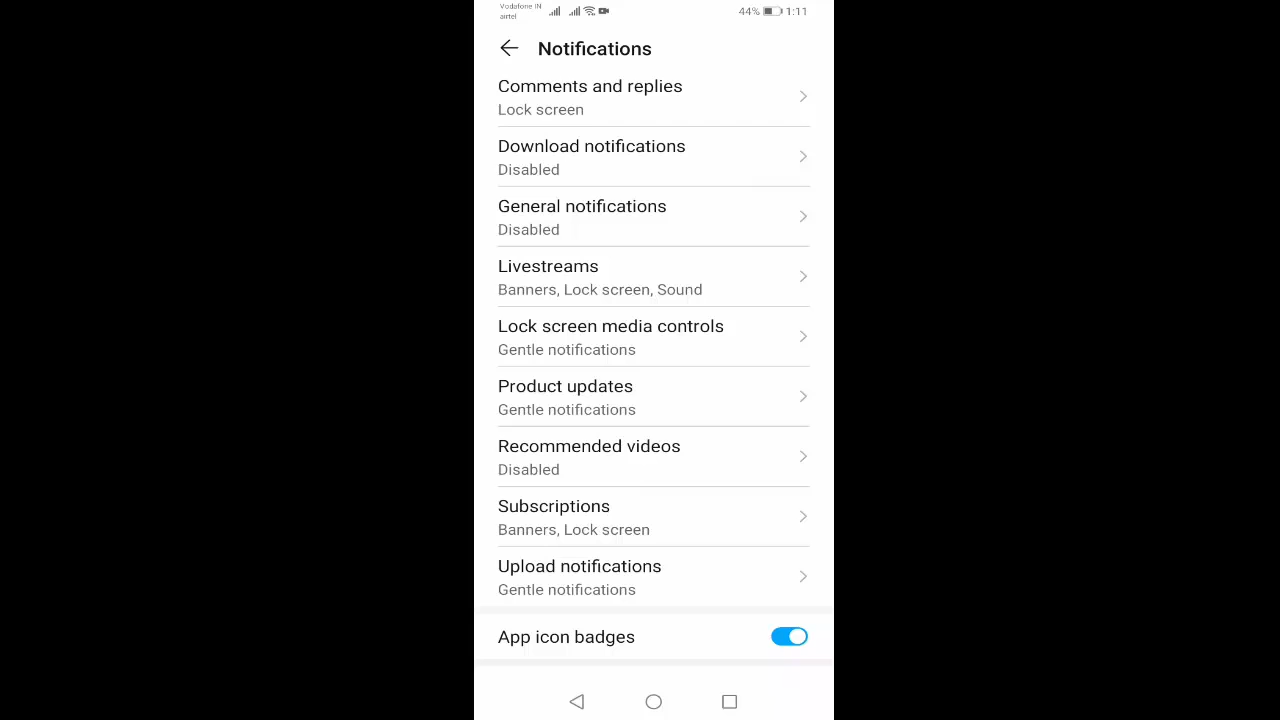 Vodafone IN
airtel
44% 1:11
Notifications
Comments and replies
Lock screen
Download notifications
Disabled
General notifications
Disabled
Livestreams
Banners, Lock screen, Sound
Lock screen media controls
Gentle notifications
Product updates
Gentle notifications
Recommended videos
Disabled
Subscriptions
Banners, Lock screen
Upload notifications
Gentle notifications
App icon badges